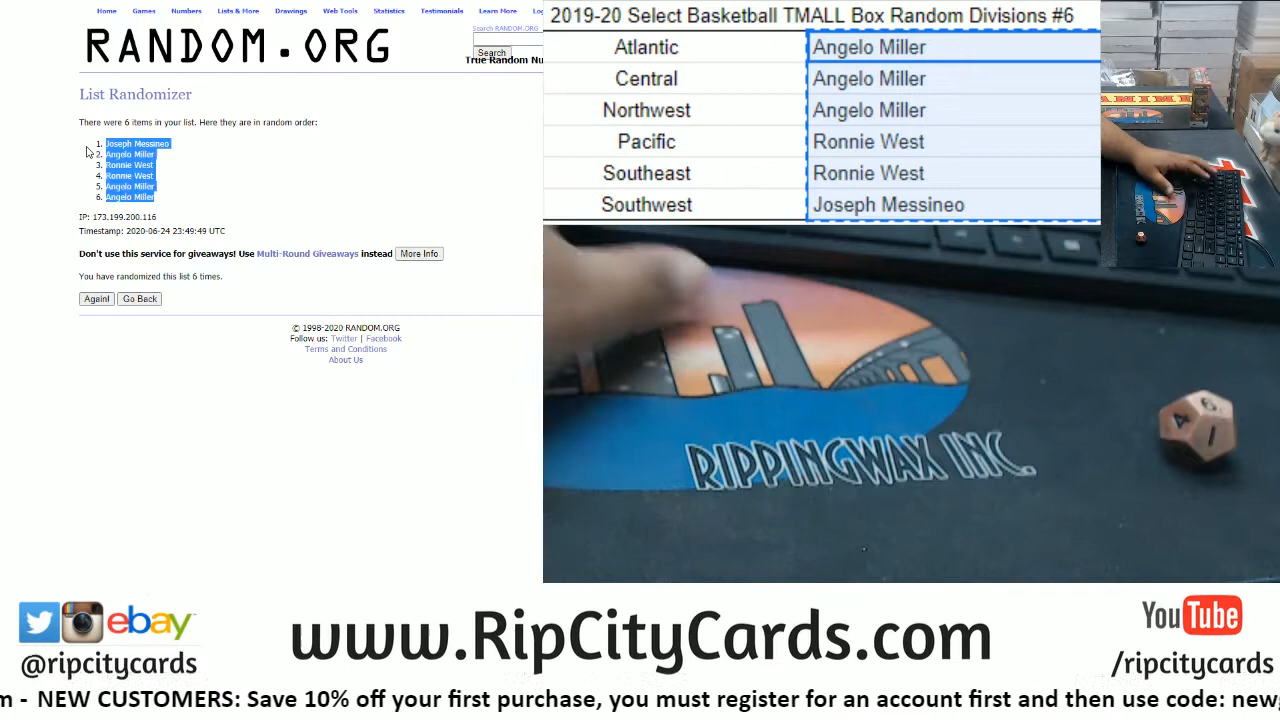 Home Games Numbers Lists & More Drawings Web Tools Statistics Testimonials Learn More Lo
RANDOM.ORG
Search RANDOM.ORG
Search
True Random Nu
List Randomizer
There were 6 items in your list. Here they are in random order:
1. Joseph Messineo
2. Angelo Miller
3. Ronnie West
4. Ronnie West
5. Angelo Miller
6. Angelo Miller
IP: 173.199.200.116
Timestamp: 2020-06-24 23:49:49 UTC
Don't use this service for giveaways! Use Multi-Round Giveaways instead More Info
You have randomized this list 6 times.
Again! Go Back
© 1998-2020 RANDOM.ORG
Follow us: Twitter | Facebook
Terms and Conditions
About Us
2019-20 Select Basketball TMALL Box Random Divisions #6
Atlantic Angelo Miller
Central Angelo Miller
Northwest Angelo Miller
Pacific Ronnie West
Southeast Ronnie West
Southwest Joseph Messineo
RIPPINGWAX INC.
4 6 1
ebay
@ripcitycards
www.RipCityCards.com
YouTube
/ripcitycards
m - NEW CUSTOMERS: Save 10% off your first purchase, you must register for an account first and then use code: new